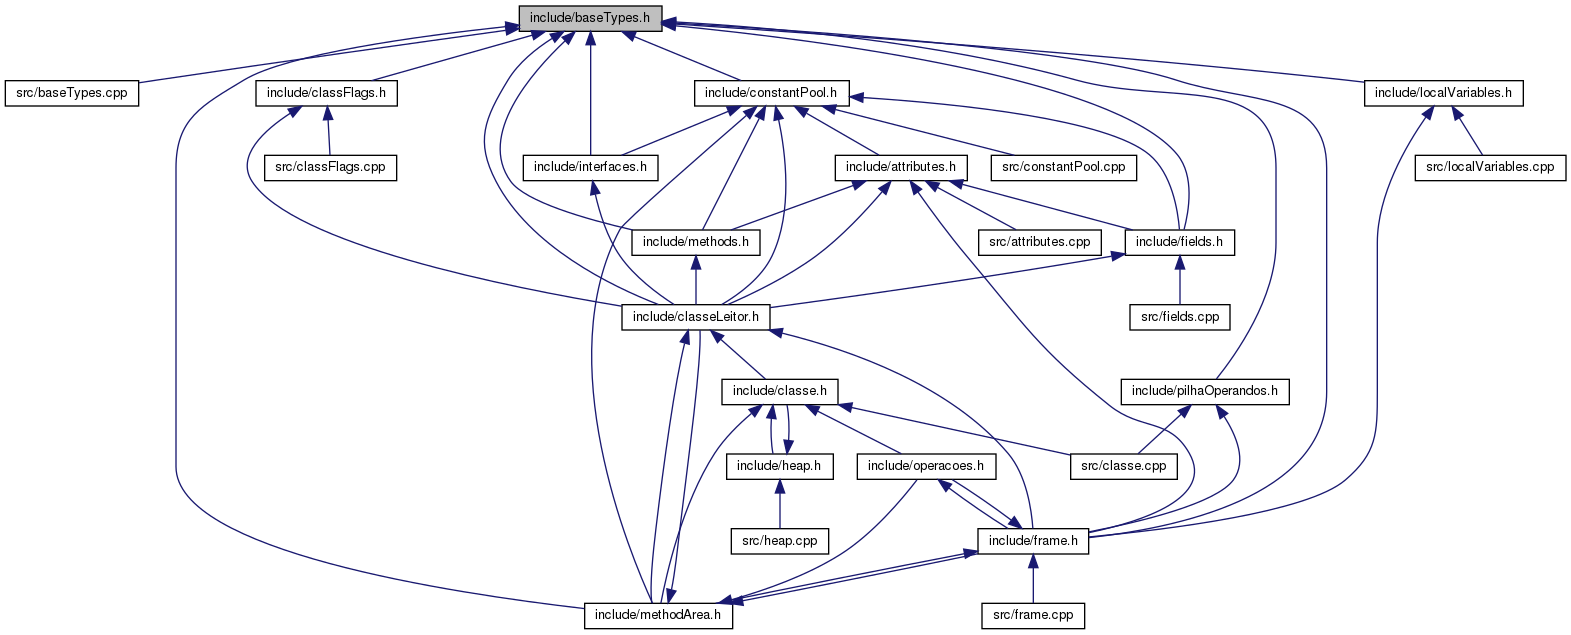 include/baseTypes.h
src/baseTypes.cpp
include/classFlags.h
include/constantPool.h
include/localVariables.h
src/classFlags.cpp
include/interfaces.h
include/attributes.h
src/constantPool.cpp
src/localVariables.cpp
include/methods.h
src/attributes.cpp
include/fields.h
include/classeLeitor.h
src/fields.cpp
include/classe.h
include/pilhaOperandos.h
include/heap.h
include/operacoes.h
src/classe.cpp
src/heap.cpp
include/frame.h
include/methodArea.h
src/frame.cpp